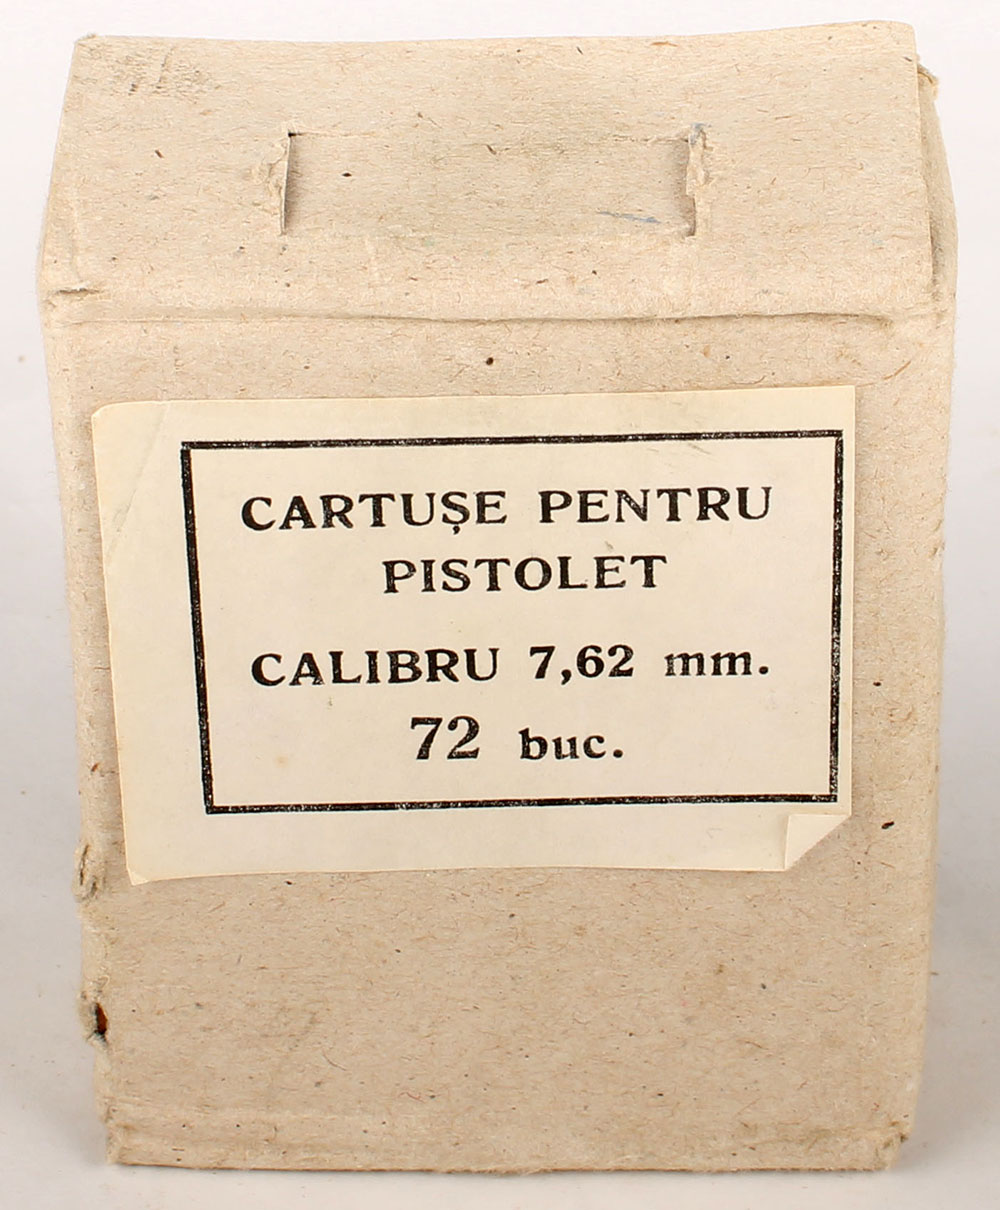 CARTUȘE PENTRU
PISTOLET
CALIBRU 7,62 mm.
72 buc.